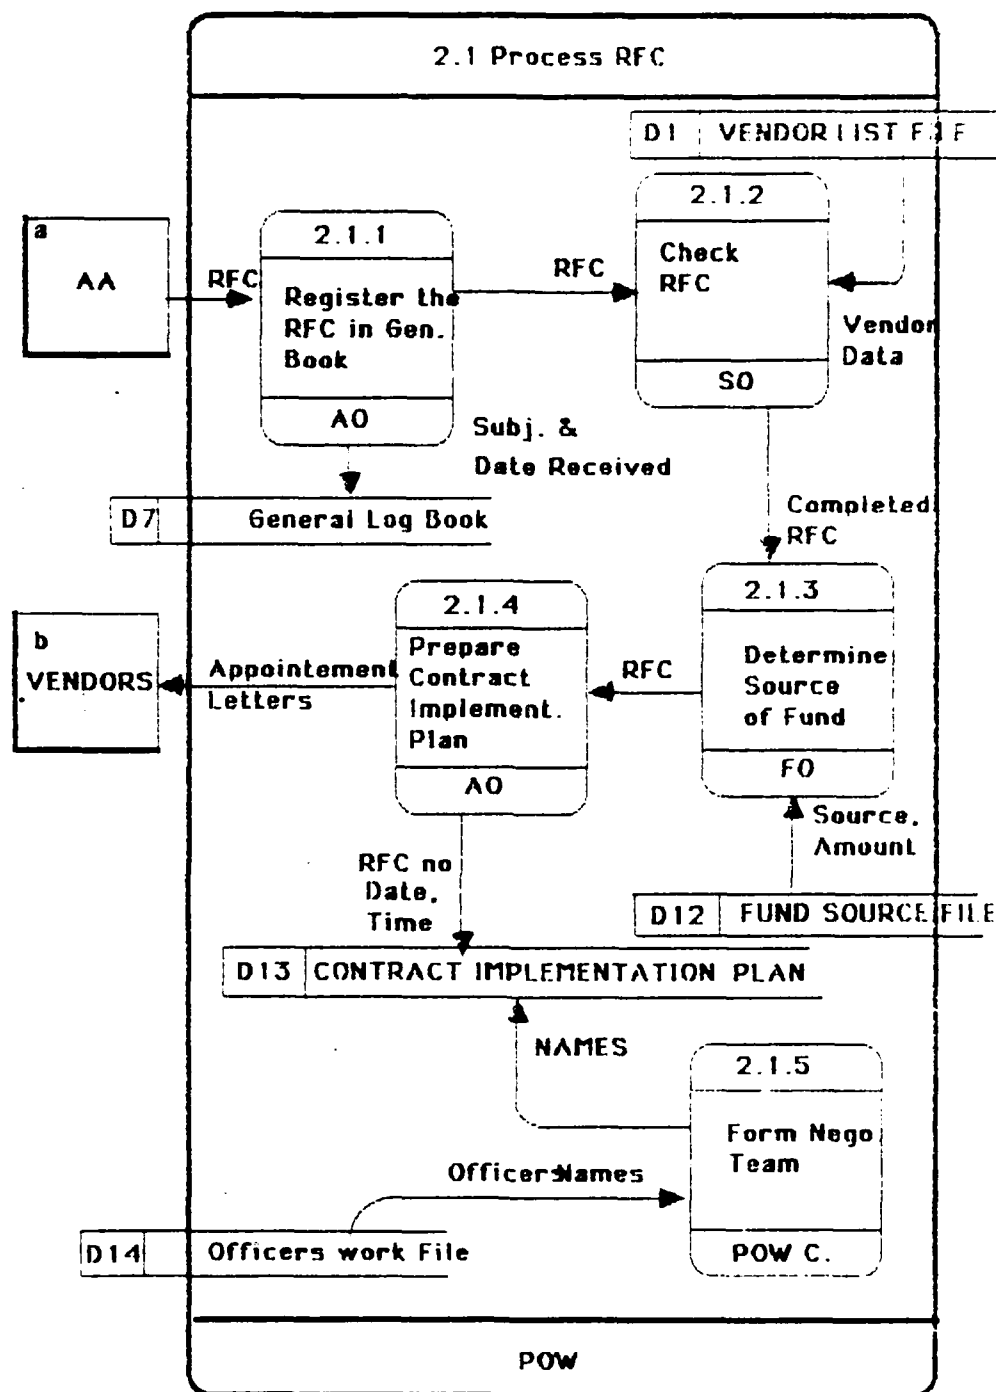 2.1 Process RFC
D1 VENDOR LIST FILE
a
AA
RFC
2.1.1
Register the
RFC in Gen.
Book
AO
RFC
2.1.2
Check
RFC
SO
Vendor
Data
Subj. &
Date Received
D7 General Log Book
Completed
RFC
b
VENDORS
Appointement
Letters
2.1.4
Prepare
Contract
Implement.
Plan
AO
RFC
2.1.3
Determine
Source
of Fund
FO
Source,
Amount
RFC no
Date,
Time
D12 FUND SOURCE FILE
D13 CONTRACT IMPLEMENTATION PLAN
NAMES
2.1.5
Form Nego
Team
POW C.
Officers Names
D14 Officers work File
POW